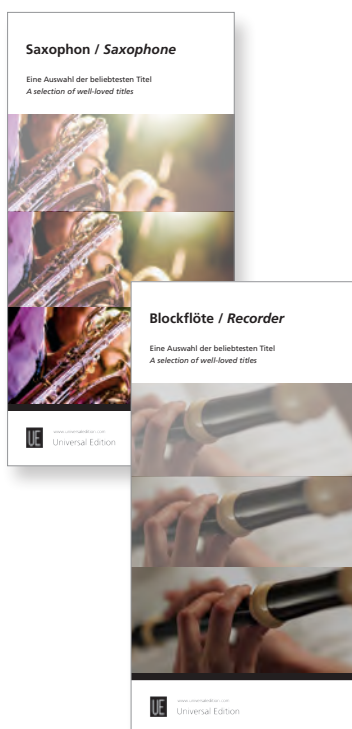 Saxophon / Saxophone
Eine Auswahl der beliebtesten Titel
A selection of well-loved titles
UE
www.universaledition.com
Universal Edition
Blockflöte / Recorder
Eine Auswahl der beliebtesten Titel
A selection of well-loved titles
UE
www.universaledition.com
Universal Edition